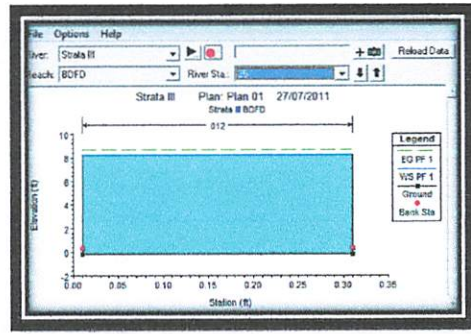 File Options Help
River: Strata III Reload Data
Reach: BDFD River Sta.:
Strata III Plan: Plan 01 27/07/2011
Strata III BDFD
.012
Legend
EG PF 1
WS PF 1
Ground
Bank Sta
Elevation (ft)
10
8
6
4
2
0
-2
0.00 0.05 0.10 0.15 0.20 0.25 0.30 0.35
Station (ft)